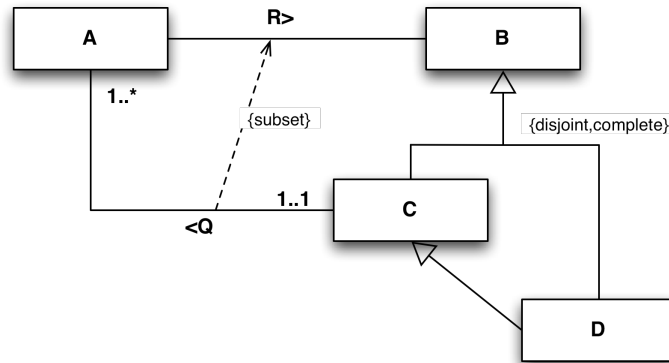 A
R>
B
1..*
{subset}
{disjoint,complete}
1..1
C
<Q
D